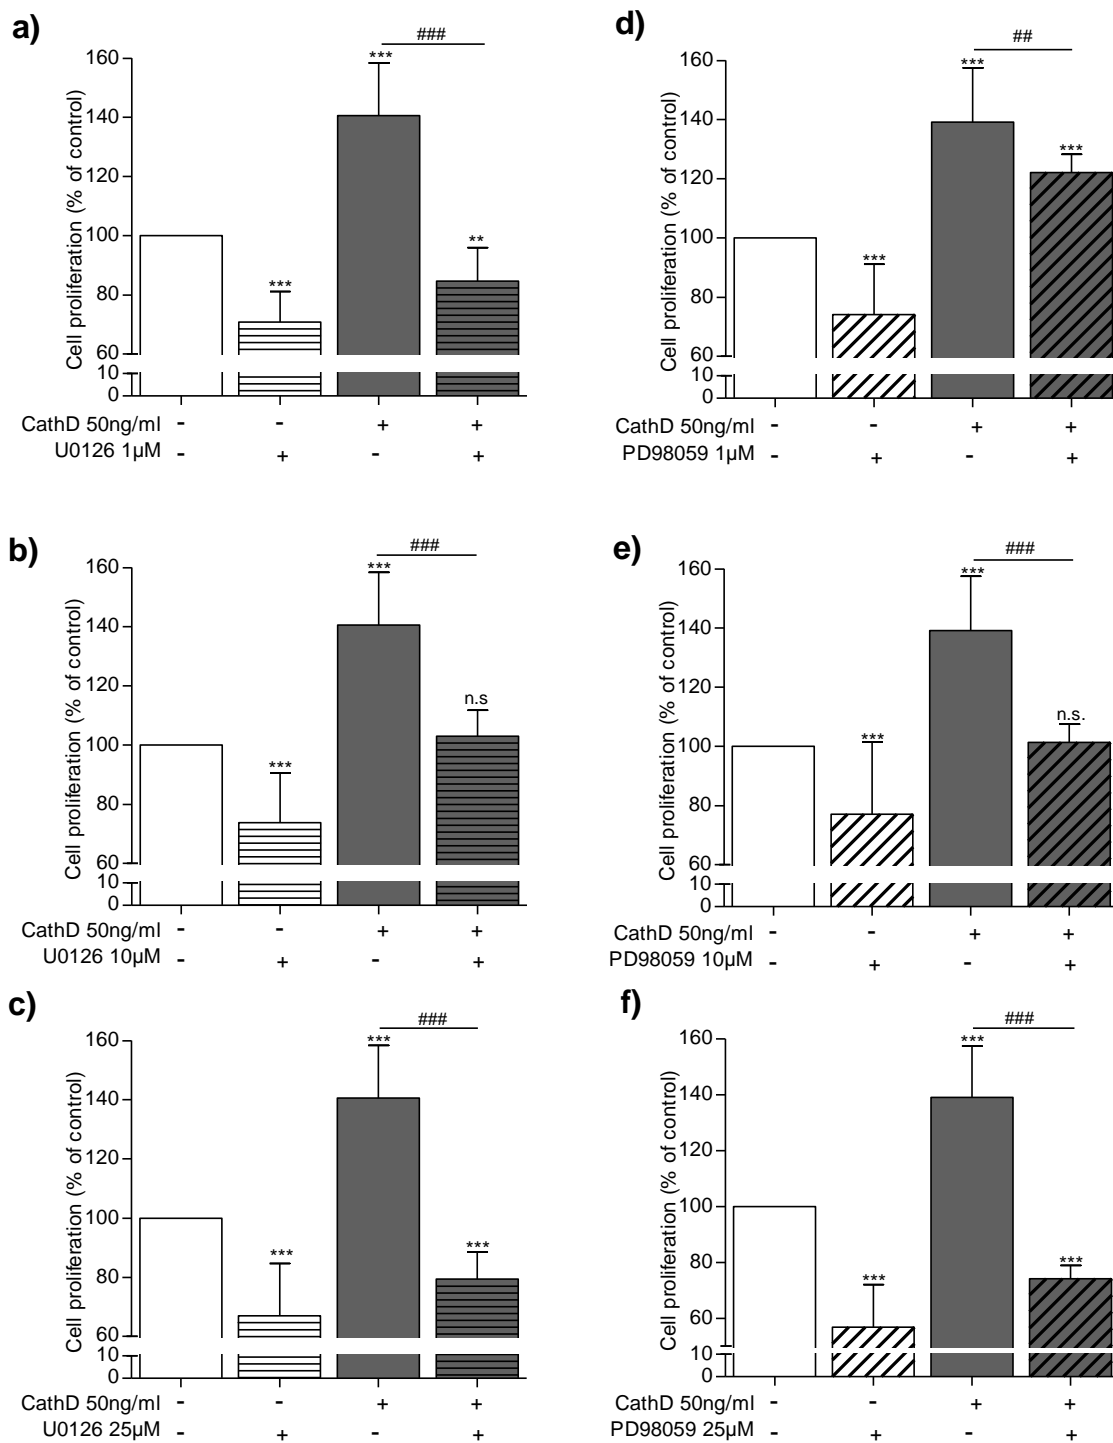 a)
###
160
140
120
100
80
60
10
0
Cell proliferation (% of control)
***
***
**
CathD 50ng/ml - - + +
U0126 1µM - + - +
d)
##
160
140
120
100
80
60
10
0
Cell proliferation (% of control)
***
***
***
CathD 50ng/ml - - + +
PD98059 1µM - + - +
b)
###
160
140
120
100
80
60
10
0
Cell proliferation (% of control)
***
***
n.s
CathD 50ng/ml - - + +
U0126 10µM - + - +
e)
###
160
140
120
100
80
60
10
0
Cell proliferation (% of control)
***
***
n.s.
CathD 50ng/ml - - + +
PD98059 10µM - + - +
c)
###
160
140
120
100
80
60
10
0
Cell proliferation (% of control)
***
***
***
CathD 50ng/ml - - + +
U0126 25µM - + - +
f)
###
160
140
120
100
80
60
10
0
Cell proliferation (% of control)
***
***
***
CathD 50ng/ml - - + +
PD98059 25µM - + - +